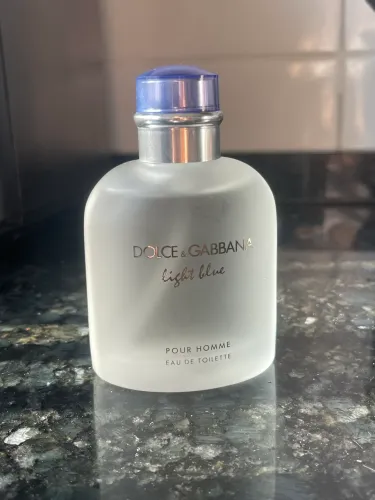 DOLCE & GABBANA
light blue
POUR HOMME
EAU DE TOILETTE